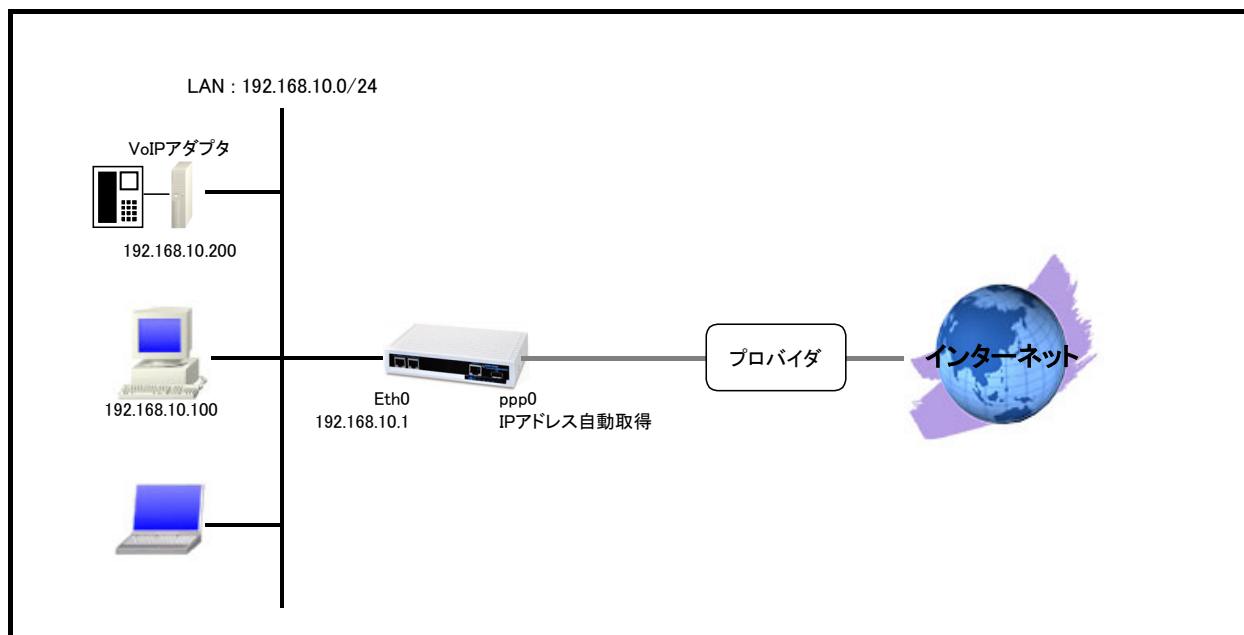 LAN : 192.168.10.0/24
VoIPアダプタ
192.168.10.200
192.168.10.100
Eth0
192.168.10.1
ppp0
IPアドレス自動取得
プロバイダ
インターネット